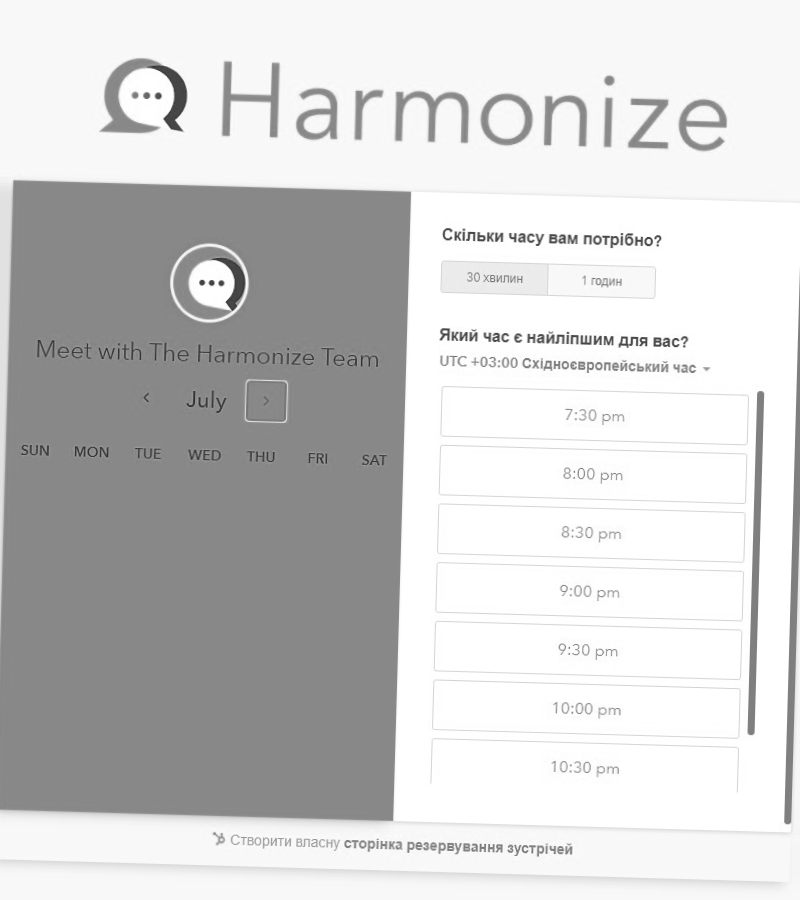 Harmonize
Meet with The Harmonize Team
July
SUN MON TUE WED THU FRI SAT
Скільки часу вам потрібно?
30 хвилин 1 годин
Який час є найліпшим для вас?
UTC +03:00 Східноєвропейський час
7:30 pm
8:00 pm
8:30 pm
9:00 pm
9:30 pm
10:00 pm
10:30 pm
Створити власну сторінка резервування зустрічей